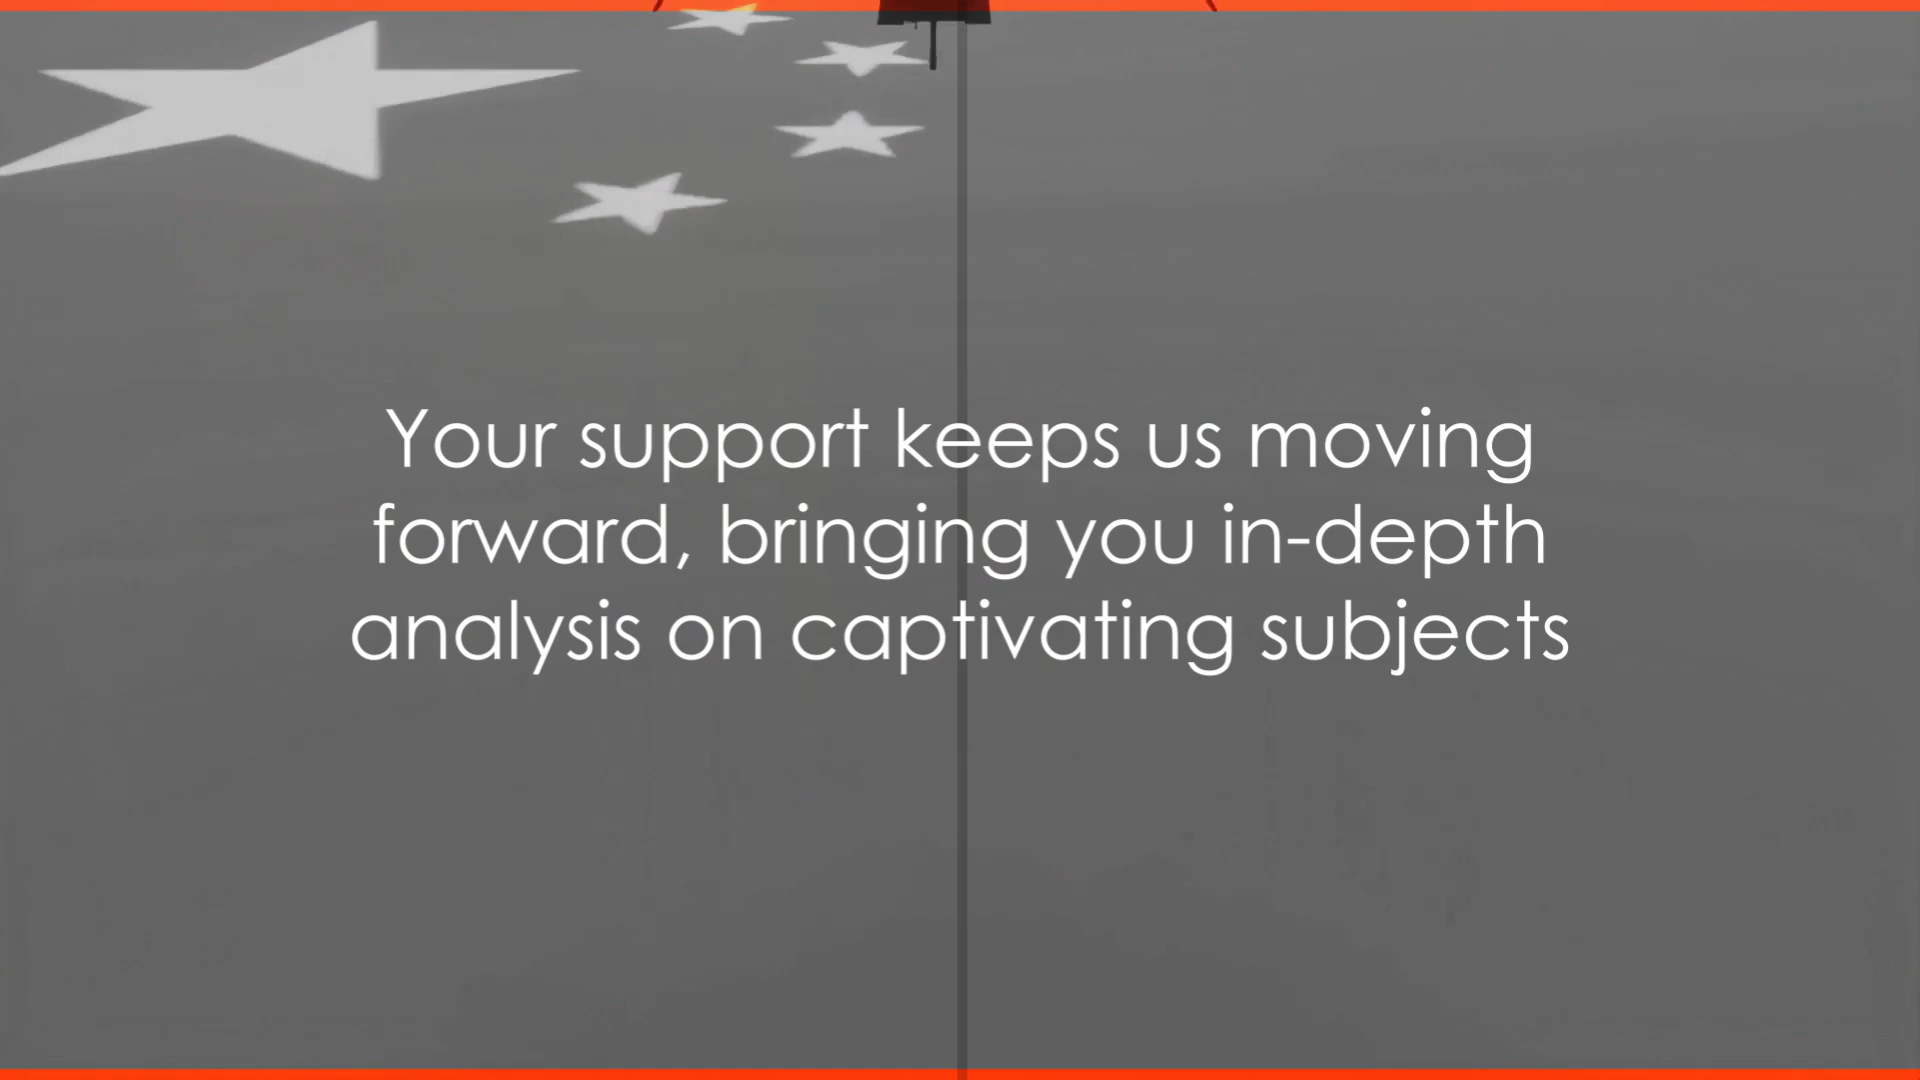 Your support keeps us moving
forward, bringing you in-depth
analysis on captivating subjects